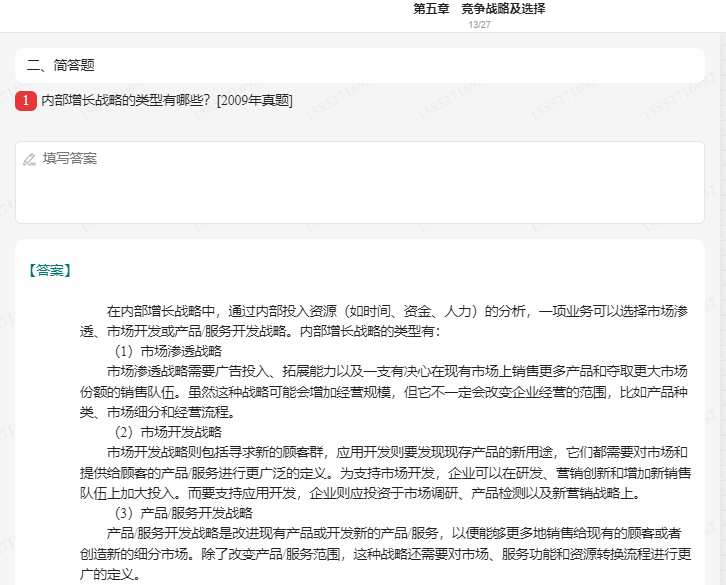 第五章 竞争战略及选择
13/27
二、简答题
1 内部增长战略的类型有哪些？[2009年真题]
填写答案
【答案】
在内部增长战略中，通过内部投入资源（如时间、资金、人力）的分析，一项业务可以选择市场渗
透、市场开发或产品/服务开发战略。内部增长战略的类型有：
（1）市场渗透战略
市场渗透战略需要广告投入、拓展能力以及一支有决心在现有市场上销售更多产品和夺取更大市场
份额的销售队伍。虽然这种战略可能会增加经营规模，但它不一定会改变企业经营的范围，比如产品种
类、市场细分和经营流程。
（2）市场开发战略
市场开发战略则包括寻求新的顾客群，应用开发则要发现现存产品的新用途，它们都需要对市场和
提供给顾客的产品/服务进行更广泛的定义。为支持市场开发，企业可以在研发、营销创新和增加新销售
队伍上加大投入。而要支持应用开发，企业则应投资于市场调研、产品检测以及新营销战略上。
（3）产品/服务开发战略
产品/服务开发战略是改进现有产品或开发新的产品/服务，以便能够更多地销售给现有的顾客或者
创造新的细分市场。除了改变产品/服务范围，这种战略还需要对市场、服务功能和资源转换流程进行更
广的定义。